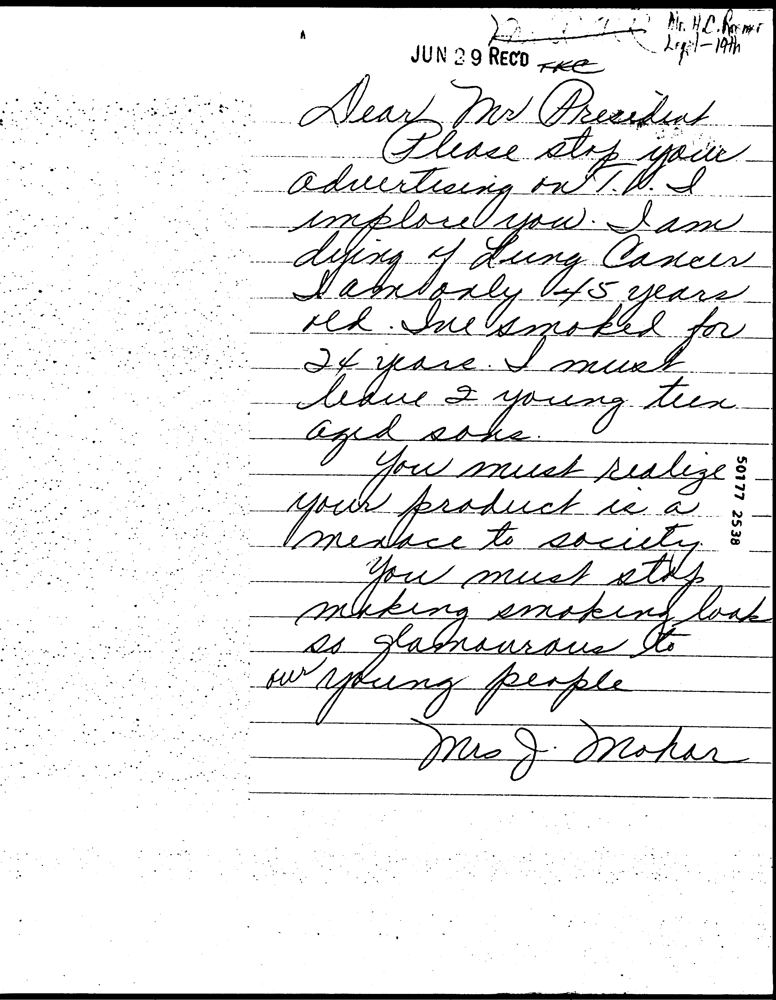 Mr. H.C. Roemer
Legal - 19th
JUN 29 REC'D
Dear Mr President
Please stop your
advertising on T.V. I
implore you. I am
dying of Lung Cancer
I am only 45 years
old. Ive smoked for
24 years. I must
leave 2 young teen
aged sons.
You must realize
your product is a
menace to society
You must stop
making smoking look
so glamourous to
our young people
Mrs J. Mohar
50177 2538